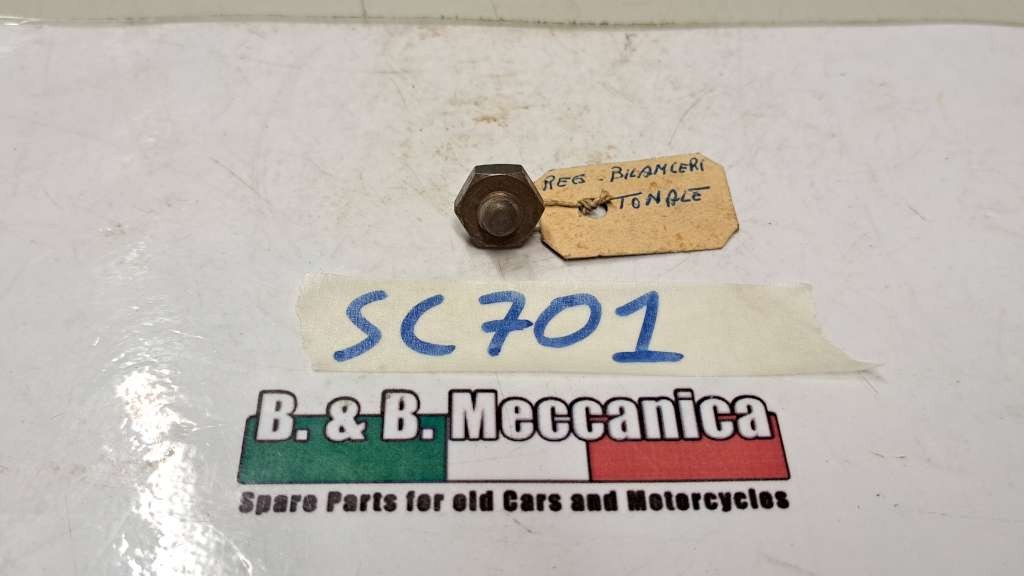 REG. BILANCERI
TONALE
SC701
B. & B. Meccanica
Spare Parts for old Cars and Motorcycles